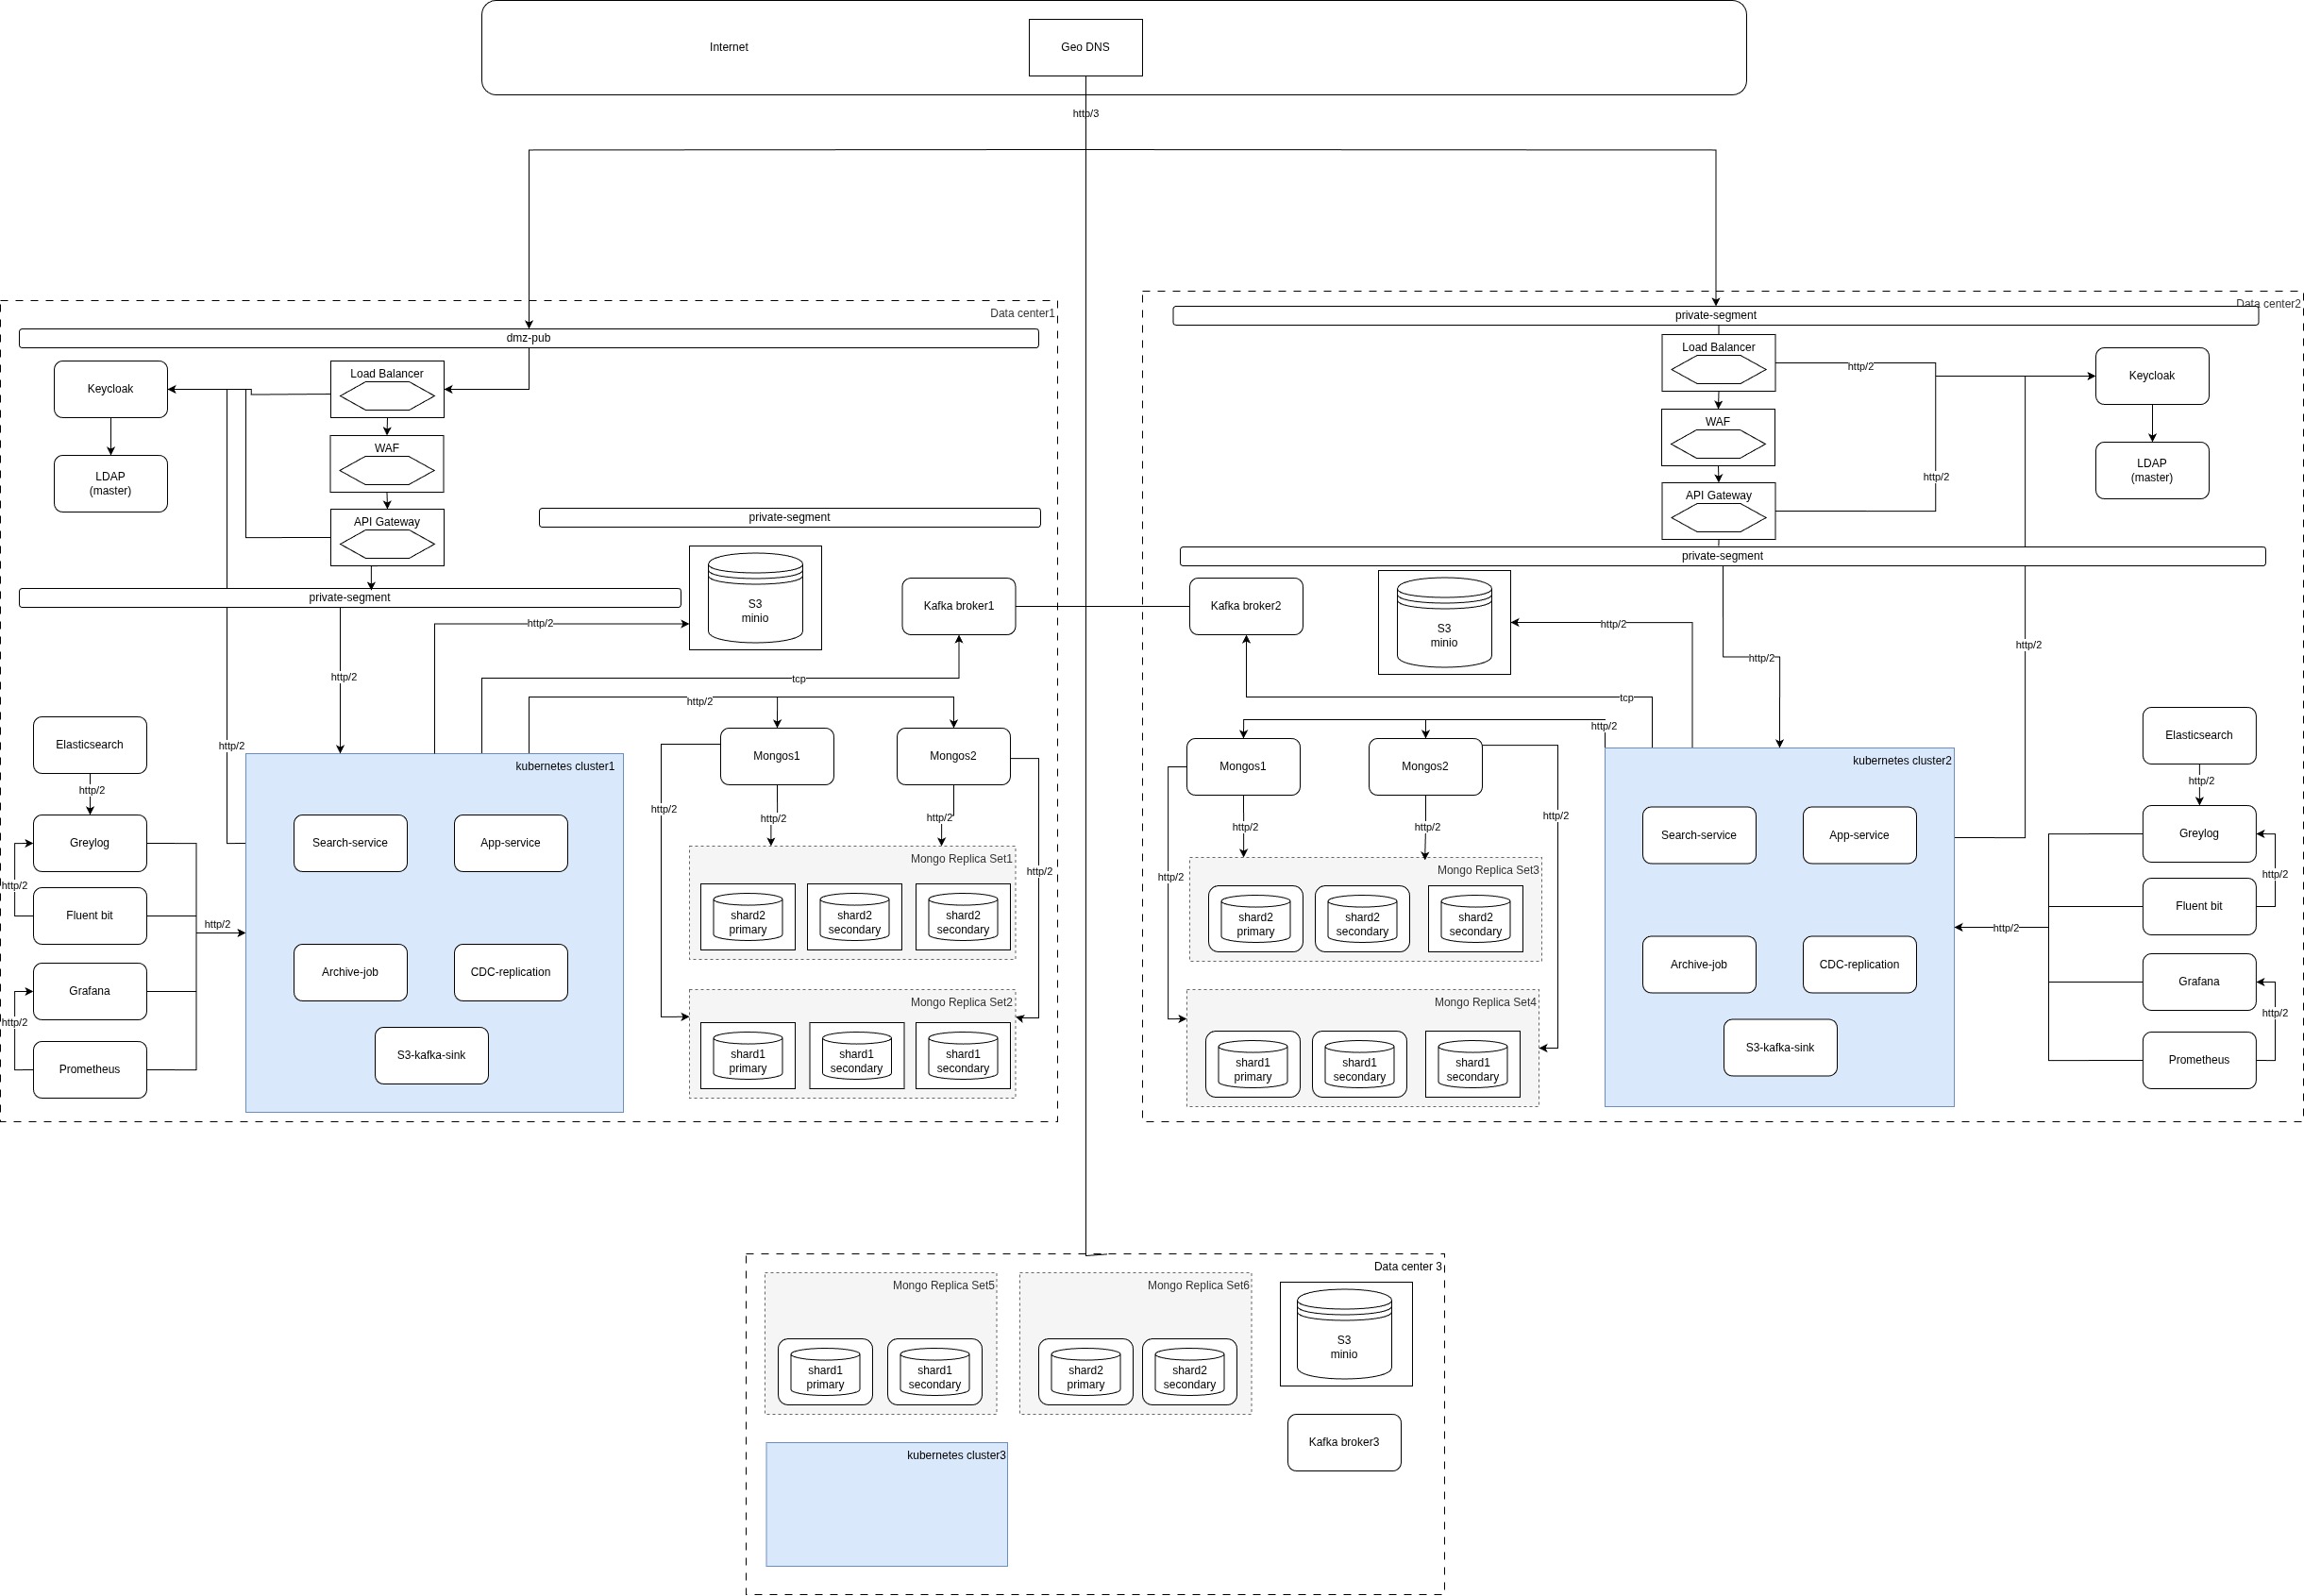 Internet
Geo DNS
http/3
Data center1
dmz-pub
Keycloak
LDAP
(master)
Load Balancer
WAF
API Gateway
private-segment
private-segment
http/2
http/2
http/2
S3
minio
Kafka broker1
tcp
http/2
Elasticsearch
http/2
Greylog
http/2
Fluent bit
http/2
Grafana
http/2
Prometheus
kubernetes cluster1
Search-service
App-service
Archive-job
CDC-replication
S3-kafka-sink
Mongos1
Mongos2
http/2
http/2
http/2
http/2
Mongo Replica Set1
shard2
primary
shard2
secondary
shard2
secondary
Mongo Replica Set2
shard1
primary
shard1
secondary
shard1
secondary
Data center2
private-segment
Load Balancer
WAF
API Gateway
http/2
http/2
Keycloak
LDAP
(master)
private-segment
Kafka broker2
S3
minio
http/2
http/2
http/2
tcp
http/2
Mongos1
Mongos2
http/2
http/2
http/2
http/2
Mongo Replica Set3
shard2
primary
shard2
secondary
shard2
secondary
Mongo Replica Set4
shard1
primary
shard1
secondary
shard1
secondary
kubernetes cluster2
Search-service
App-service
Archive-job
CDC-replication
S3-kafka-sink
Elasticsearch
http/2
Greylog
http/2
Fluent bit
http/2
Grafana
http/2
Prometheus
Data center 3
Mongo Replica Set5
shard1
primary
shard1
secondary
Mongo Replica Set6
shard2
primary
shard2
secondary
S3
minio
Kafka broker3
kubernetes cluster3